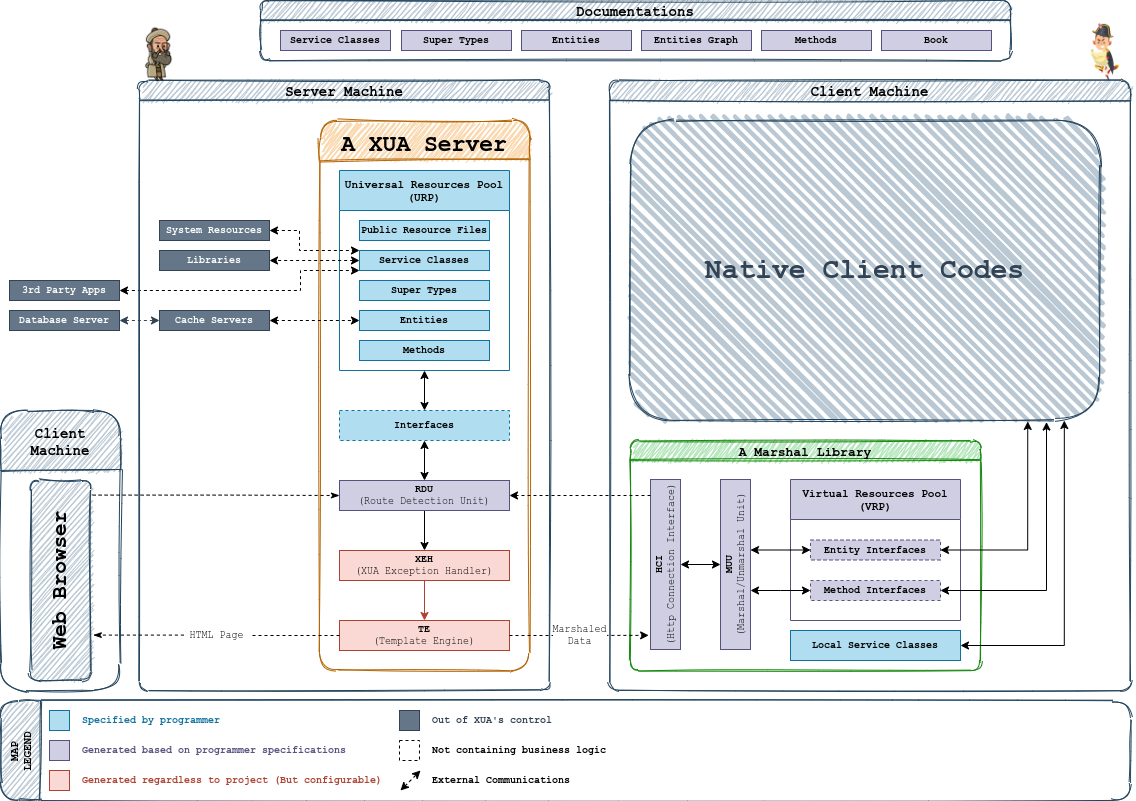 Documentations
Service Classes
Super Types
Entities
Entities Graph
Methods
Book
Server Machine
A XUA Server
Universal Resources Pool
(URP)
Public Resource Files
System Resources
Libraries
Service Classes
3rd Party Apps
Super Types
Database Server
Cache Servers
Entities
Methods
Interfaces
RDU
(Route Detection Unit)
XEH
(XUA Exception Handler)
TE
(Template Engine)
Client
Machine
Web Browser
HTML Page
Marshaled
Data
Client Machine
Native Client Codes
A Marshal Library
HCI
(Http Connection Interface)
MUU
(Marshal/Unmarshal Unit)
Virtual Resources Pool
(VRP)
Entity Interfaces
Method Interfaces
Local Service Classes
MAP
LEGEND
Specified by programmer
Generated based on programmer specifications
Generated regardless to project (But configurable)
Out of XUA's control
Not containing business logic
External Communications